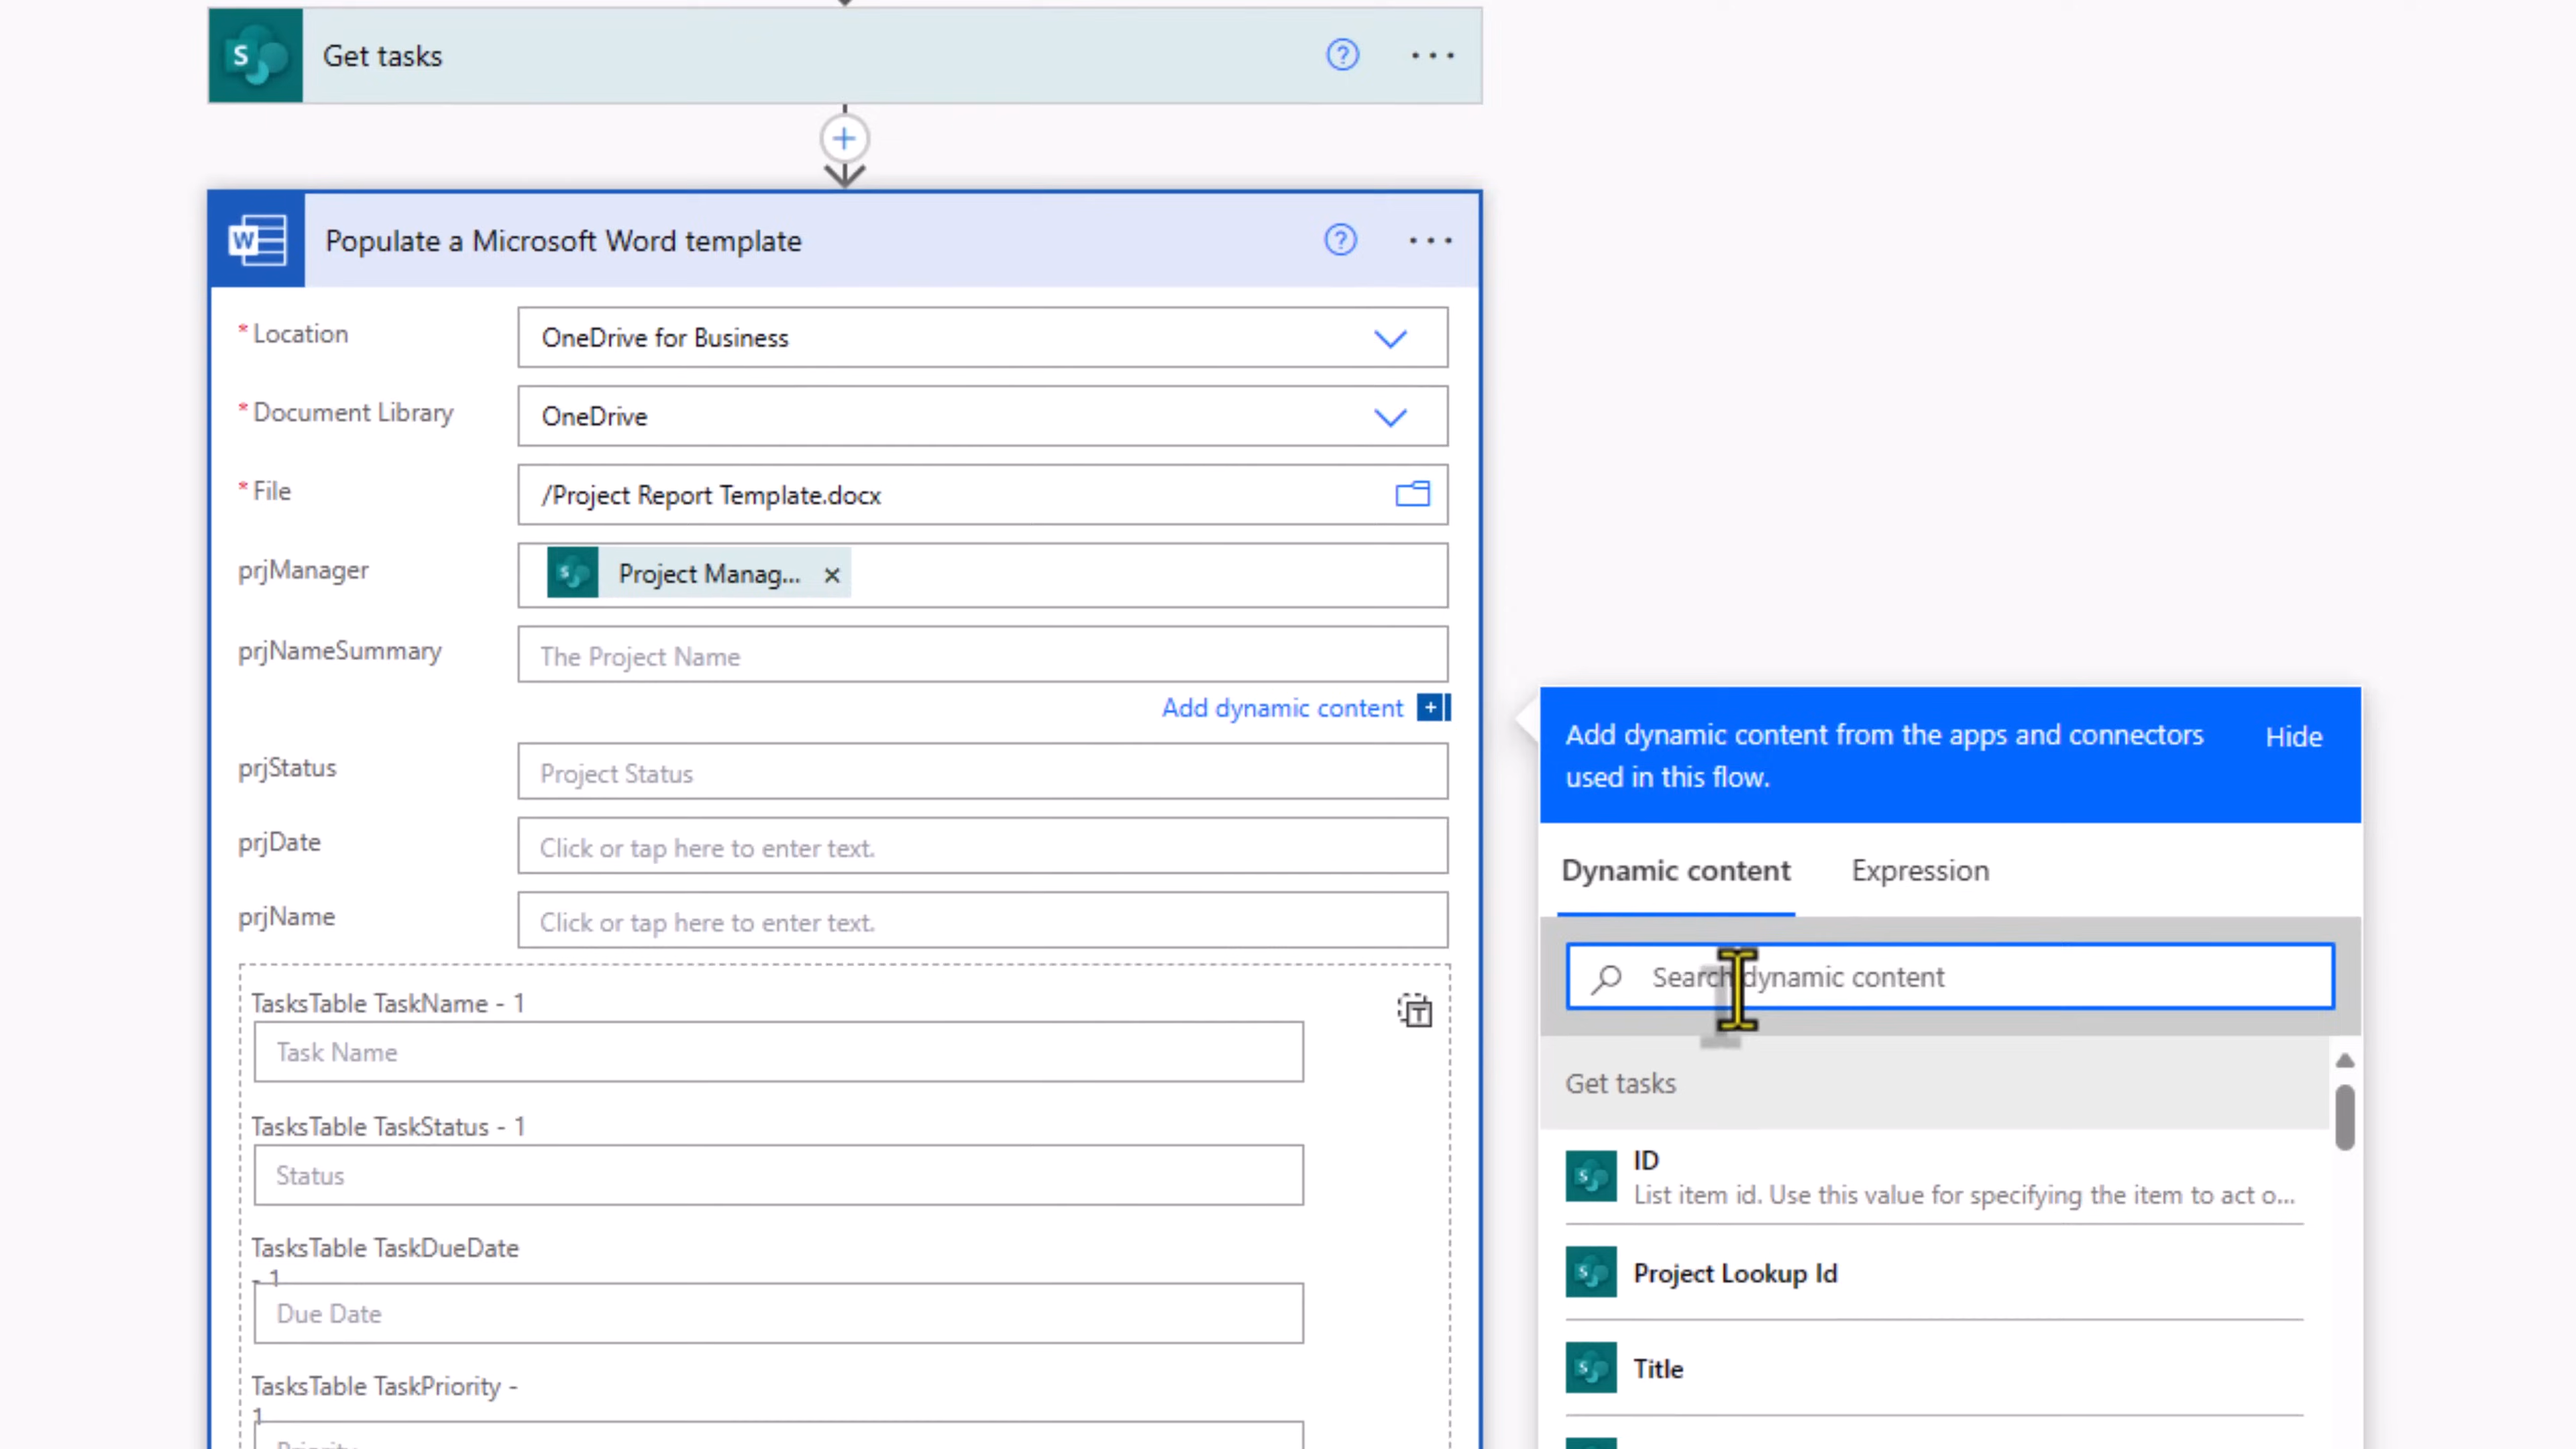 Get tasks
Populate a Microsoft Word template
* Location
OneDrive for Business
* Document Library
OneDrive
* File
/Project Report Template.docx
prjManager
Project Manag...
prjNameSummary
The Project Name
Add dynamic content
prjStatus
Project Status
prjDate
Click or tap here to enter text.
prjName
Click or tap here to enter text.
TasksTable TaskName - 1
Task Name
TasksTable TaskStatus - 1
Status
TasksTable TaskDueDate
- 1
Due Date
TasksTable TaskPriority -
1
Priority
Add dynamic content from the apps and connectors
used in this flow.
Hide
Dynamic content
Expression
Search dynamic content
Get tasks
ID
List item id. Use this value for specifying the item to act o...
Project Lookup Id
Title